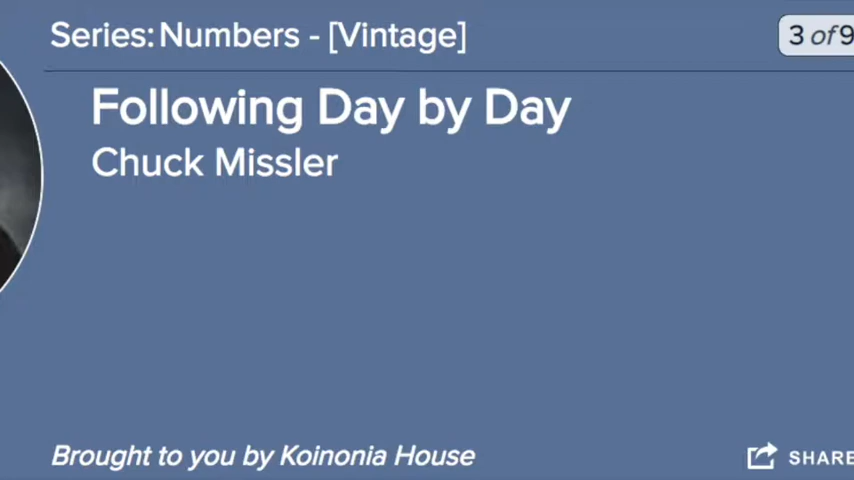 Series: Numbers - [Vintage]
3 of 9
Following Day by Day
Chuck Missler
Brought to you by Koinonia House
SHARE